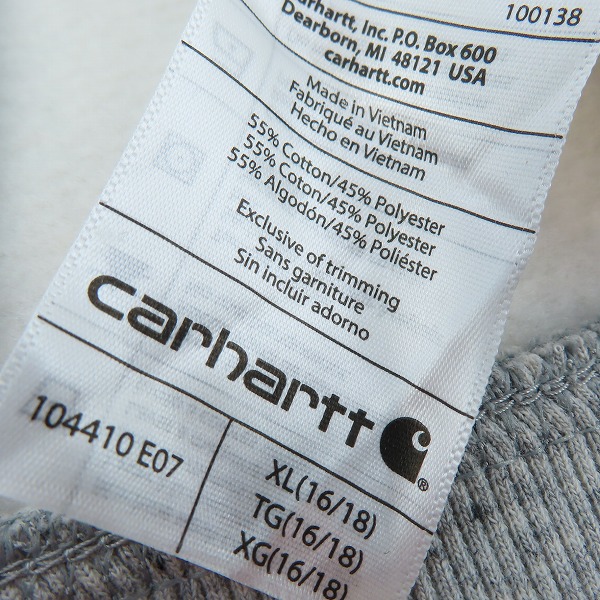 100138
Carhartt, Inc. P.O. Box 600
Dearborn, MI 48121 USA
carhartt.com
Made in Vietnam
Fabriqué au Vietnam
Hecho en Vietnam
55% Cotton/45% Polyester
55% Coton/45% Polyester
55% Algodón/45% Poliéster
Exclusive of trimming
Sans garniture
Sin incluir adorno
carhartt ®
104410 E07
XL(16/18)
TG(16/18)
XG(16/18)